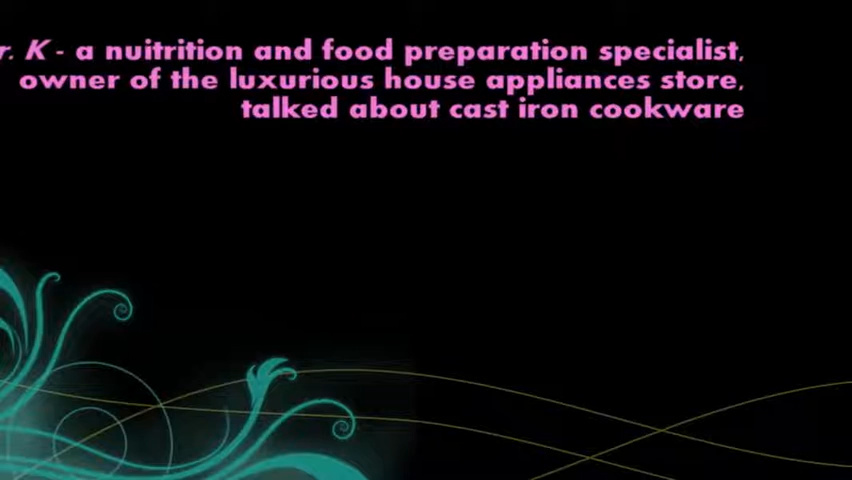 r. K - a nuitrition and food preparation specialist,
owner of the luxurious house appliances store,
talked about cast iron cookware